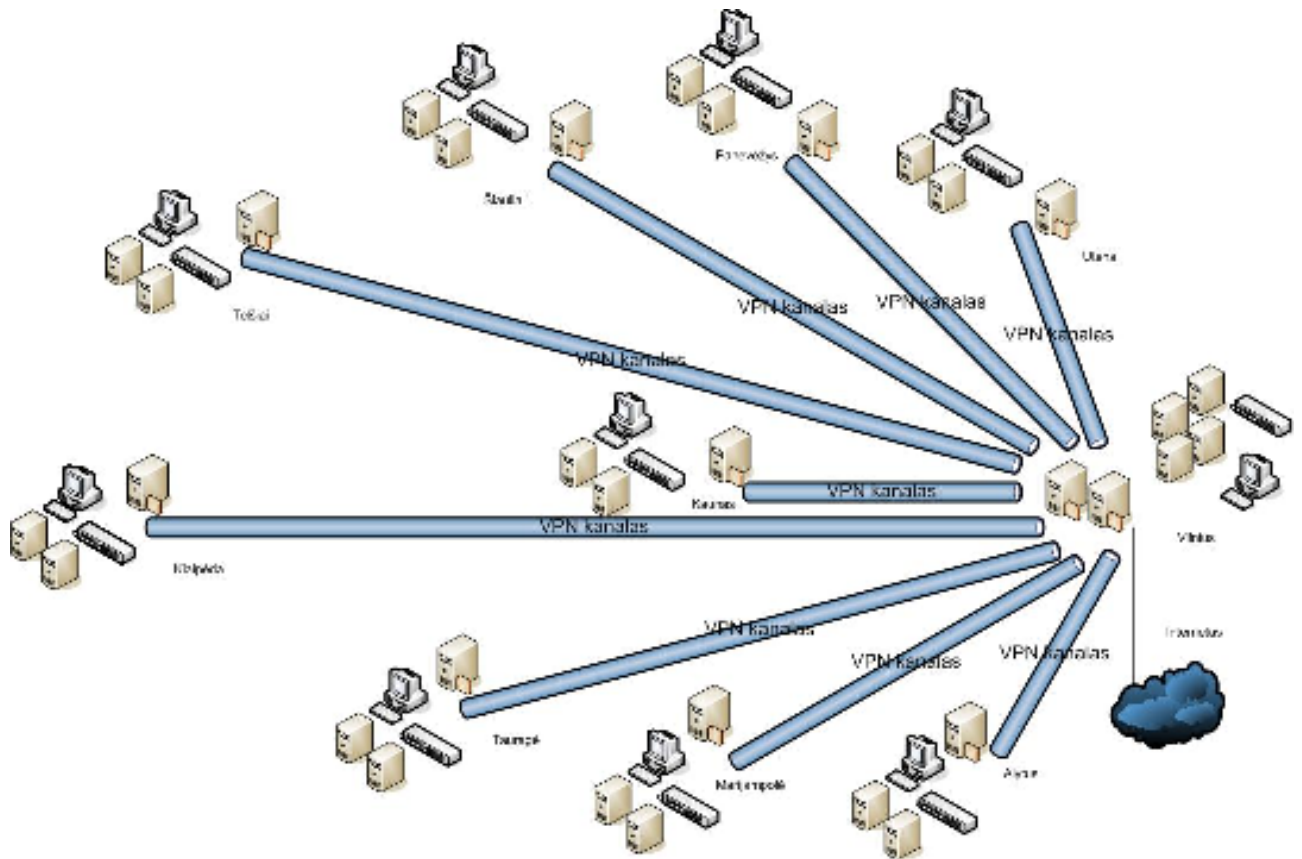 Panevėžys
Šiauliai
Utena
Telšiai
VPN kanalas
VPN kanalas
VPN kanalas
VPN kanalas
Kaunas
VPN kanalas
VPN kanalas
Vilnius
Klaipėda
VPN kanalas
VPN kanalas
VPN kanalas
Internetas
Tauragė
Marijampolė
Alytus